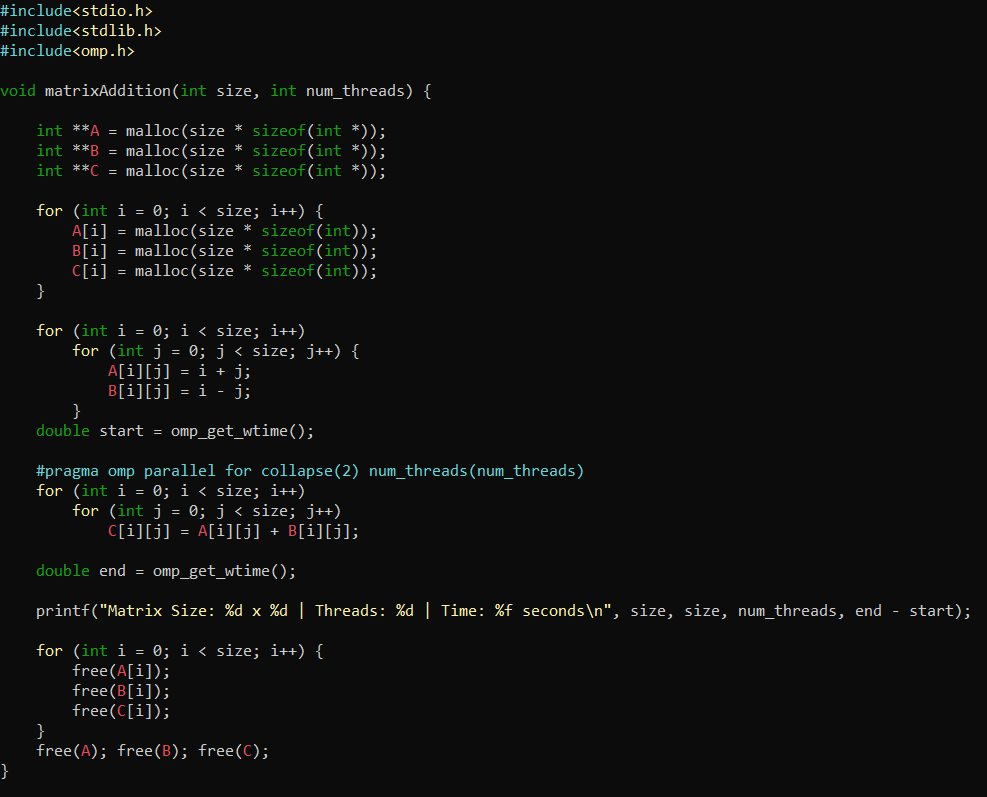 #include<stdio.h>
#include<stdlib.h>
#include<omp.h>

void matrixAddition(int size, int num_threads) {

    int **A = malloc(size * sizeof(int *));
    int **B = malloc(size * sizeof(int *));
    int **C = malloc(size * sizeof(int *));

    for (int i = 0; i < size; i++) {
        A[i] = malloc(size * sizeof(int));
        B[i] = malloc(size * sizeof(int));
        C[i] = malloc(size * sizeof(int));
    }

    for (int i = 0; i < size; i++)
        for (int j = 0; j < size; j++) {
            A[i][j] = i + j;
            B[i][j] = i - j;
        }
    double start = omp_get_wtime();

    #pragma omp parallel for collapse(2) num_threads(num_threads)
    for (int i = 0; i < size; i++)
        for (int j = 0; j < size; j++)
            C[i][j] = A[i][j] + B[i][j];

    double end = omp_get_wtime();

    printf("Matrix Size: %d x %d | Threads: %d | Time: %f seconds\n", size, size, num_threads, end - start);

    for (int i = 0; i < size; i++) {
        free(A[i]);
        free(B[i]);
        free(C[i]);
    }
    free(A); free(B); free(C);
}